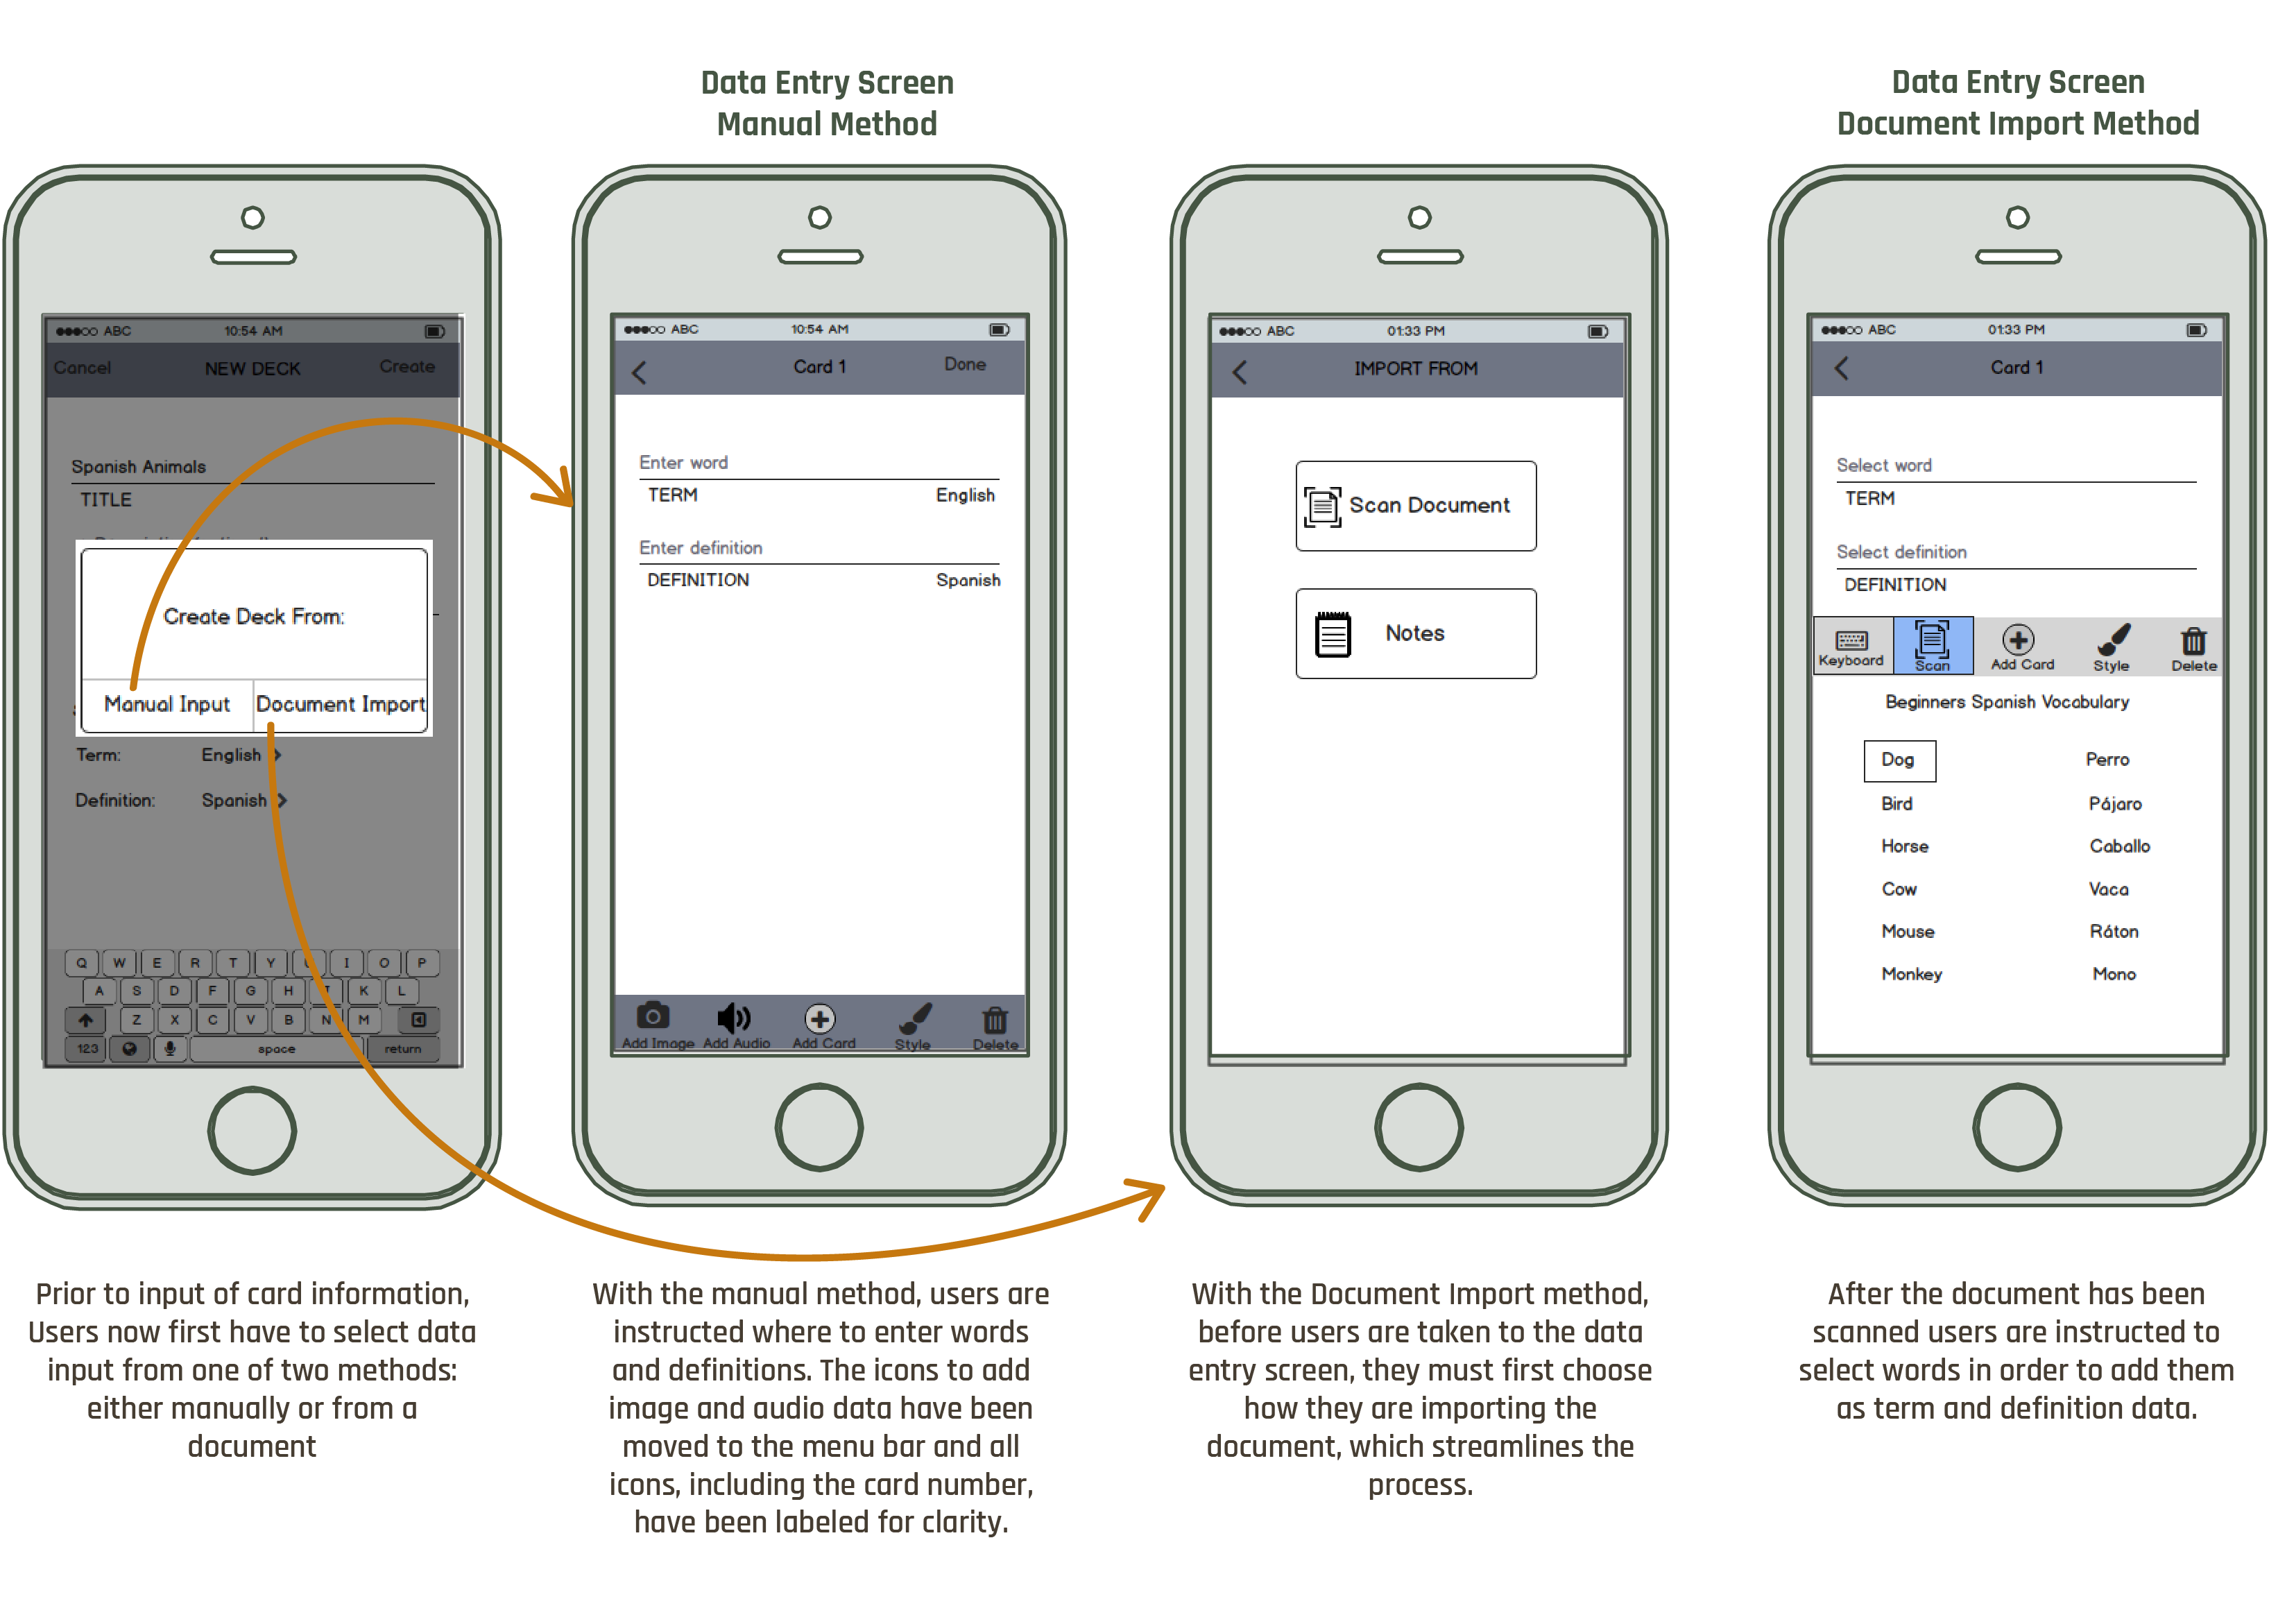 Data Entry Screen
Manual Method
Data Entry Screen
Document Import Method
ABC 10:54 AM
Cancel NEW DECK Create
Spanish Animals
TITLE
Create Deck From:
Manual Input Document Import
Term: English
Definition: Spanish
Q W E R T Y U I O P
A S D F G H J K L
Z X C V B N M
123 space return
Prior to input of card information,
Users now first have to select data
input from one of two methods:
either manually or from a
document
ABC 10:54 AM
Card 1 Done
Enter word
TERM English
Enter definition
DEFINITION Spanish
Add Image Add Audio Add Card Style Delete
With the manual method, users are
instructed where to enter words
and definitions. The icons to add
image and audio data have been
moved to the menu bar and all
icons, including the card number,
have been labeled for clarity.
ABC 01:33 PM
IMPORT FROM
Scan Document
Notes
With the Document Import method,
before users are taken to the data
entry screen, they must first choose
how they are importing the
document, which streamlines the
process.
ABC 01:33 PM
Card 1
Select word
TERM
Select definition
DEFINITION
Keyboard Scan Add Card Style Delete
Beginners Spanish Vocabulary
Dog Perro
Bird Pájaro
Horse Caballo
Cow Vaca
Mouse Ráton
Monkey Mono
After the document has been
scanned users are instructed to
select words in order to add them
as term and definition data.